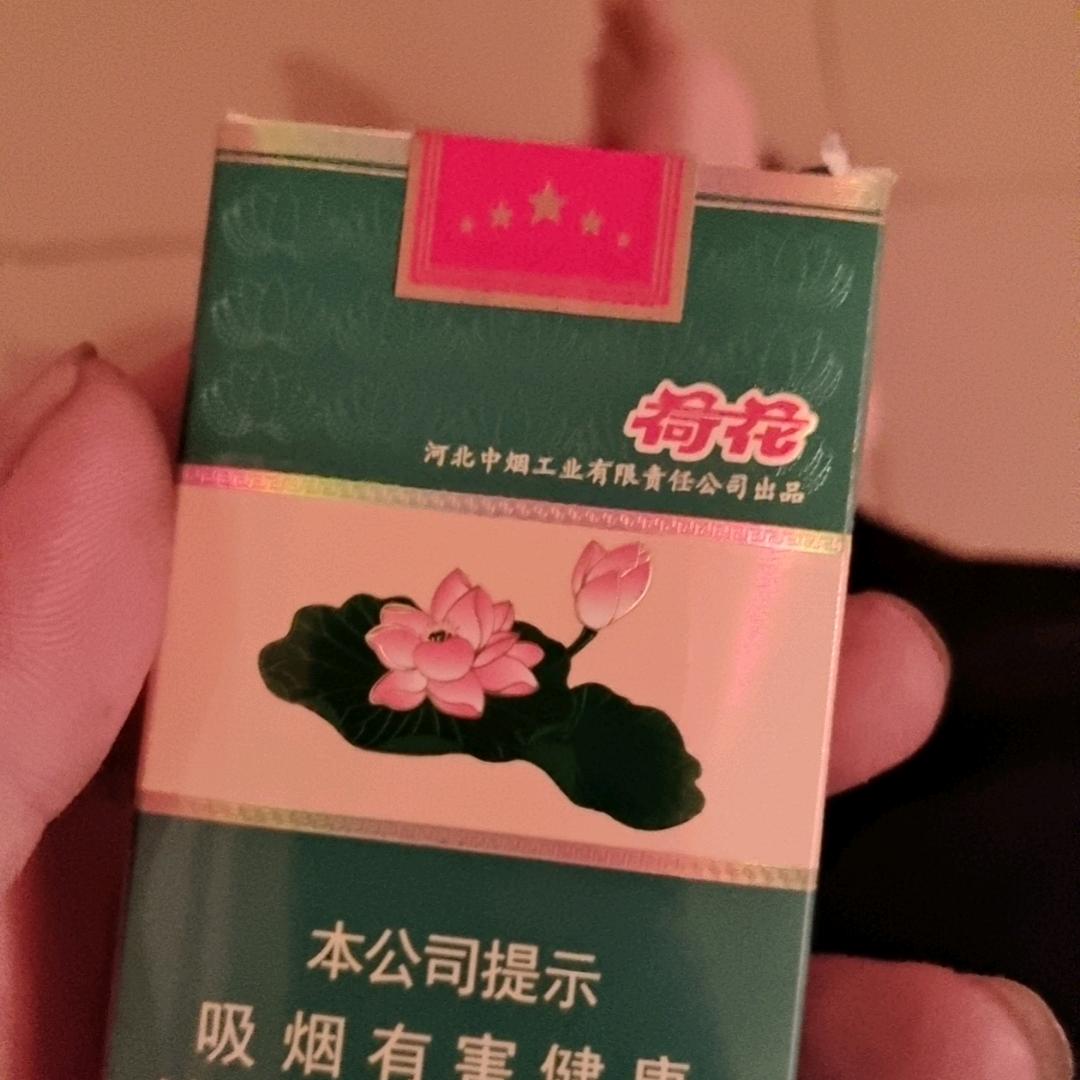 荷花
河北中烟工业有限责任公司出品
本公司提示
吸烟有害健康